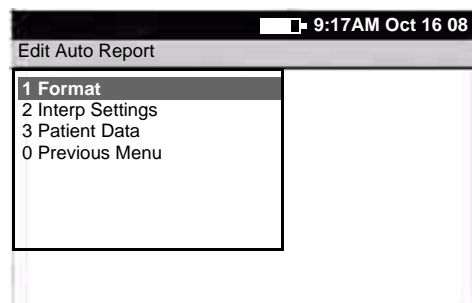 9:17AM Oct 16 08
Edit Auto Report
1 Format
2 Interp Settings
3 Patient Data
0 Previous Menu